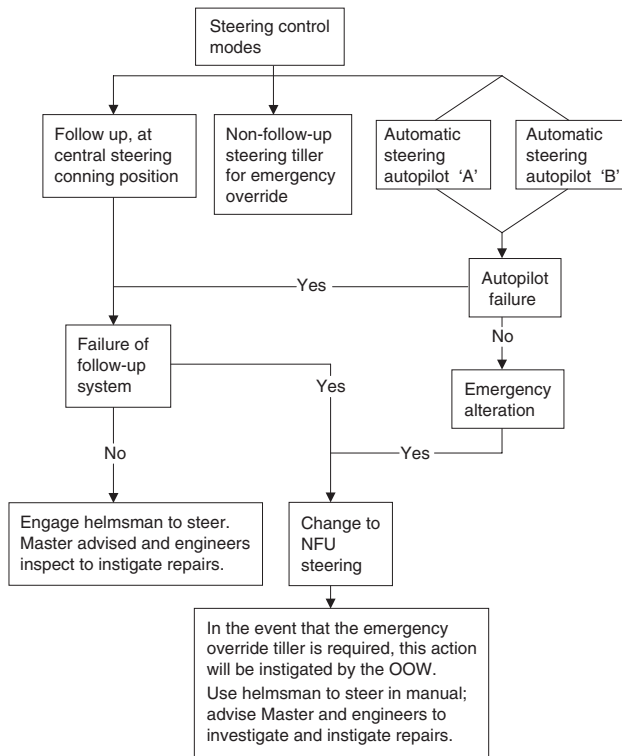 Steering control
modes
Follow up, at
central steering
conning position
Non-follow-up
steering tiller
for emergency
override
Automatic
steering
autopilot 'A'
Automatic
steering
autopilot 'B'
Yes
Autopilot
failure
No
Failure of
follow-up
system
Yes
Emergency
alteration
No
Yes
Engage helmsman to steer.
Master advised and engineers
inspect to instigate repairs.
Change to
NFU
steering
In the event that the emergency
override tiller is required, this action
will be instigated by the OOW.
Use helmsman to steer in manual;
advise Master and engineers to
investigate and instigate repairs.